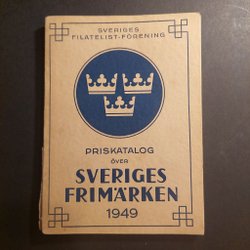 SVERIGES
FILATELIST-FÖRENING
PRISKATALOG
ÖVER
SVERIGES
FRIMÄRKEN
1949